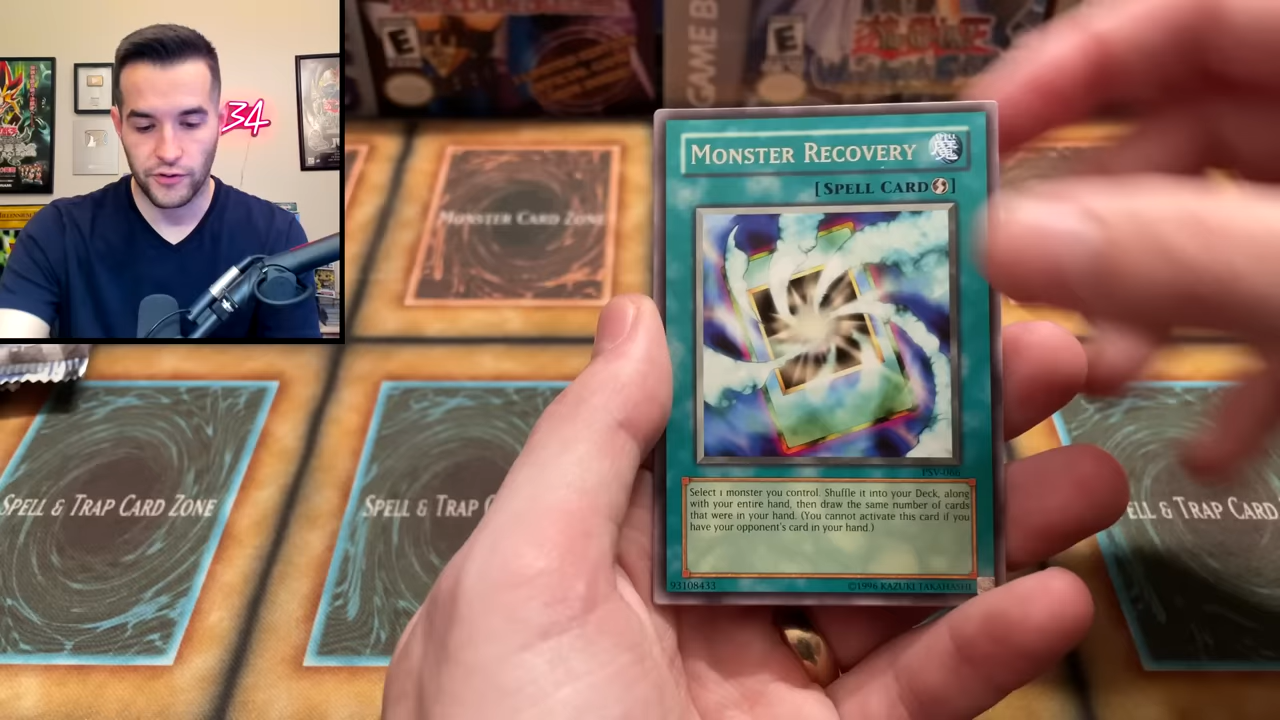 34
E
GAME B
E
MONSTER CARD ZONE
MONSTER RECOVERY
[SPELL CARD]
PSV-066
Select 1 monster you control. Shuffle it into your Deck, along
with your entire hand, then draw the same number of cards
that were in your hand. (You cannot activate this card if you
have your opponent's card in your hand.)
93108433
©1996 KAZUKI TAKAHASHI
SPELL & TRAP CARD ZONE
SPELL & TRAP C
ELL & TRAP CARD